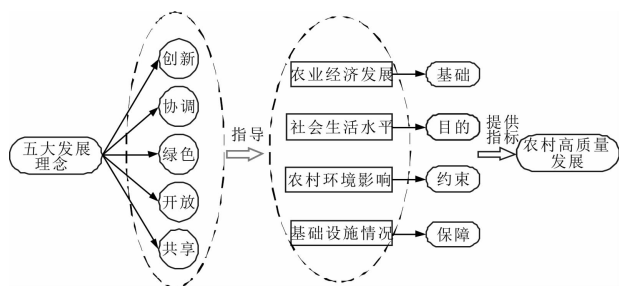 五大发展
理念
创新
协调
绿色
开放
共享
指导
农业经济发展
基础
社会生活水平
目的
农村环境影响
约束
基础设施情况
保障
提供
指标
农村高质量
发展